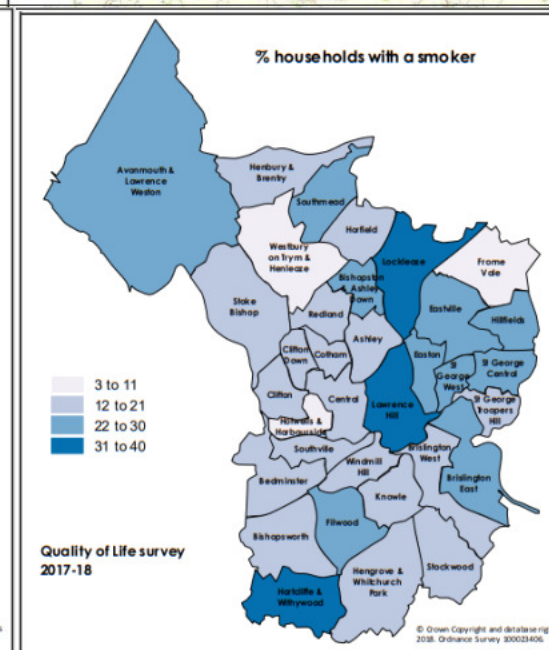 % households with a smoker
Avonmouth &
Lawrence
Weston
Henbury &
Brentry
Southmead
Horfield
Westbury
on Trym &
Henleaze
Lockleaze
Frome
Vale
Bishopston
& Ashley
Down
Stoke
Bishop
Redland
Eastville
Hillfields
Ashley
Clifton
Down
Cotham
Easton
St
George
West
St George
Central
Clifton
Central
Lawrence
Hill
St George
Troopers
Hill
Hotwells &
Harbourside
Southville
Brislington
West
Windmill
Hill
Bedminster
Knowle
Brislington
East
Filwood
Bishopsworth
Stockwood
Hengrove &
Whitchurch
Park
Hartcliffe &
Withywood
3 to 11
12 to 21
22 to 30
31 to 40
Quality of Life survey
2017-18
© Crown Copyright and database rig
2018. Ordnance Survey 100023406